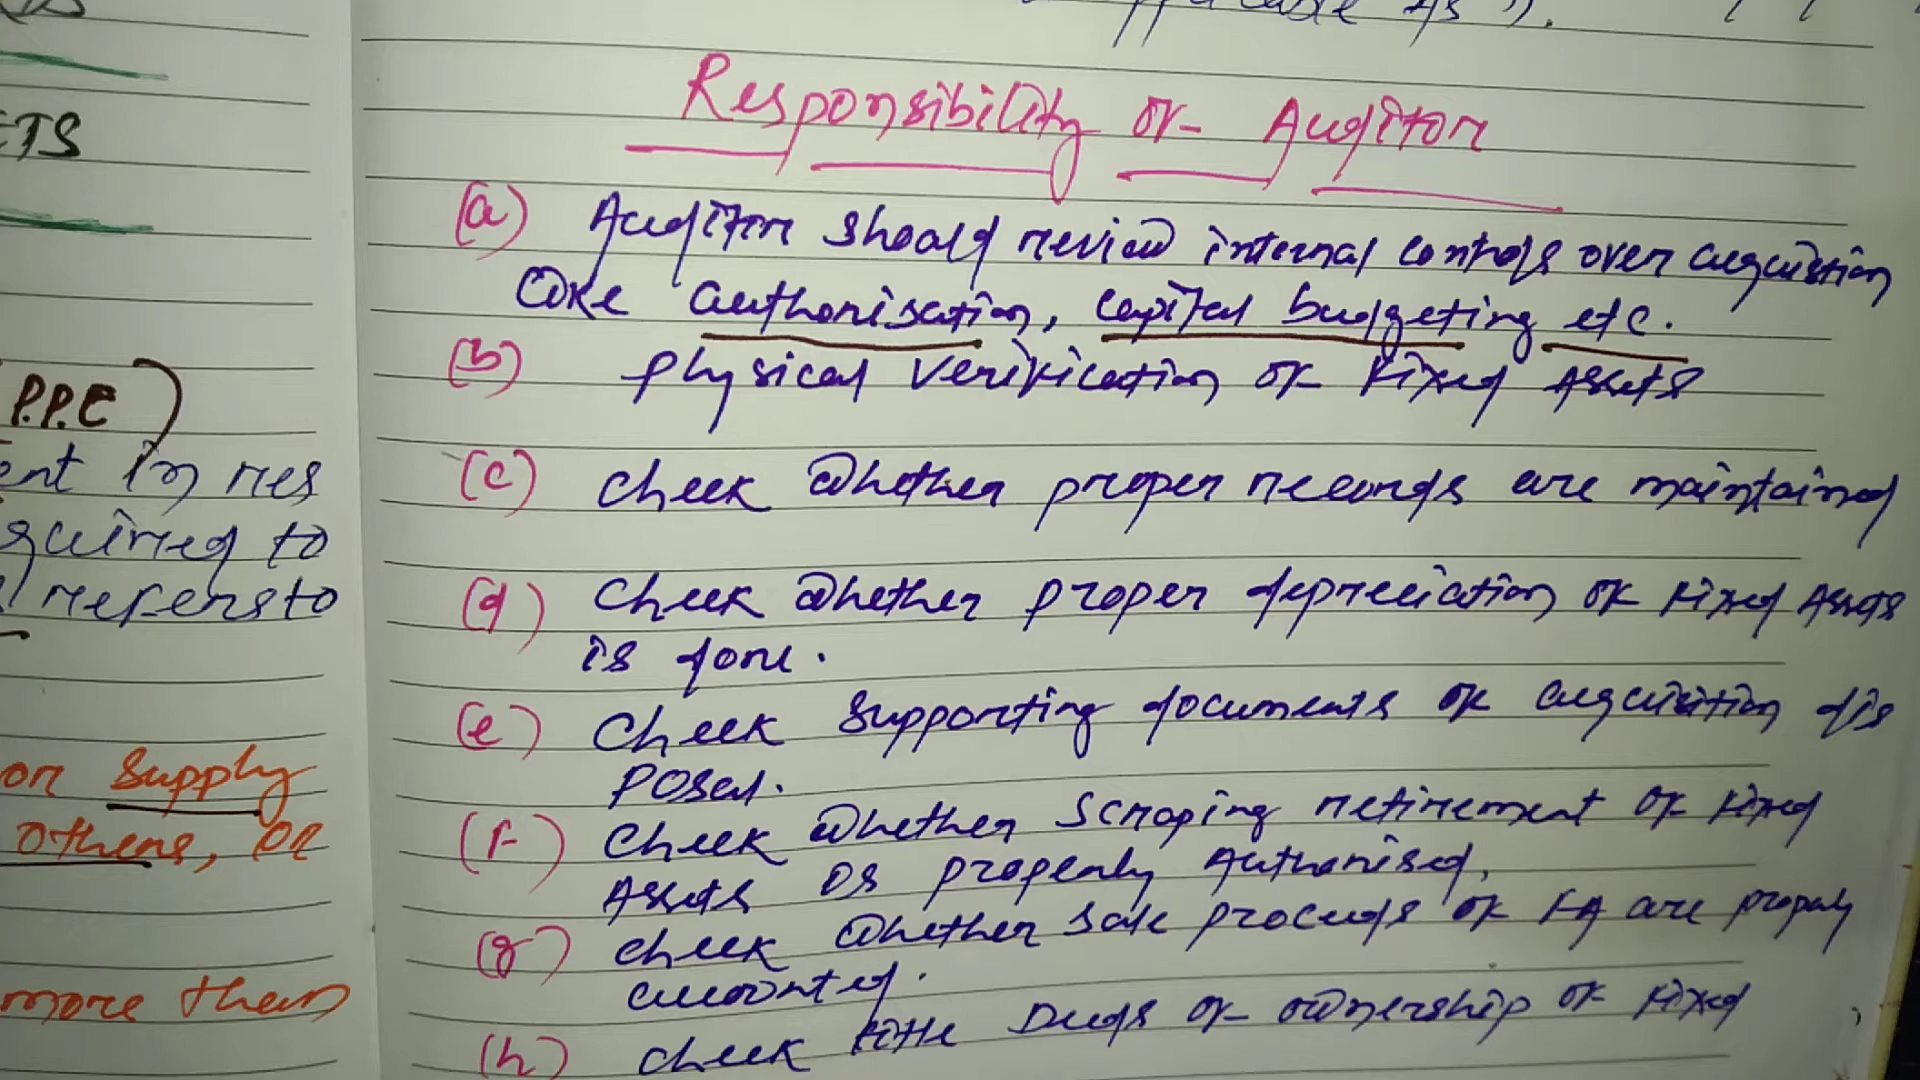 Responsibility of Auditor
(a) Auditor should review internal controls over acquistion
like authorisation, capital budgeting etc.
(b) Physical verification of fixed Assets
(c) check whether proper records are maintained
(d) Check whether proper depreciation of fixed Assets
is done.
(e) Check supporting documents of acquisition dis
posal.
(f) Check whether Scraping retirement of fixed
Assets is properly Authorised.
(g) check whether sale proceeds of FA are properly
accounted.
(h) check title Deeds of ownership of fixed
ETS
P.P.E)
ent in res
quired to
refers to
or supply
others, or
more than